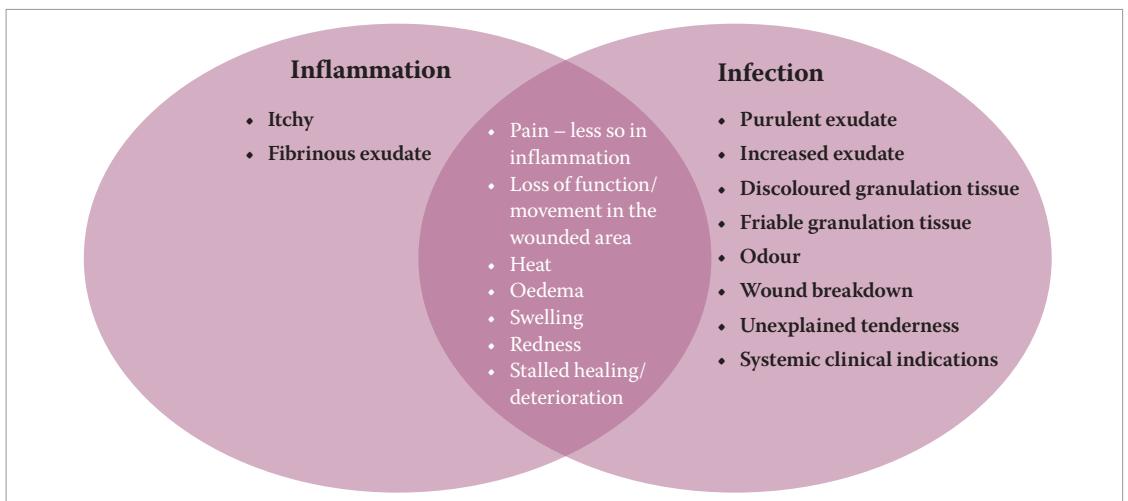 Inflammation
• Itchy
• Fibrinous exudate
• Pain – less so in
inflammation
• Loss of function/
movement in the
wounded area
• Heat
• Oedema
• Swelling
• Redness
• Stalled healing/
deterioration
Infection
• Purulent exudate
• Increased exudate
• Discoloured granulation tissue
• Friable granulation tissue
• Odour
• Wound breakdown
• Unexplained tenderness
• Systemic clinical indications